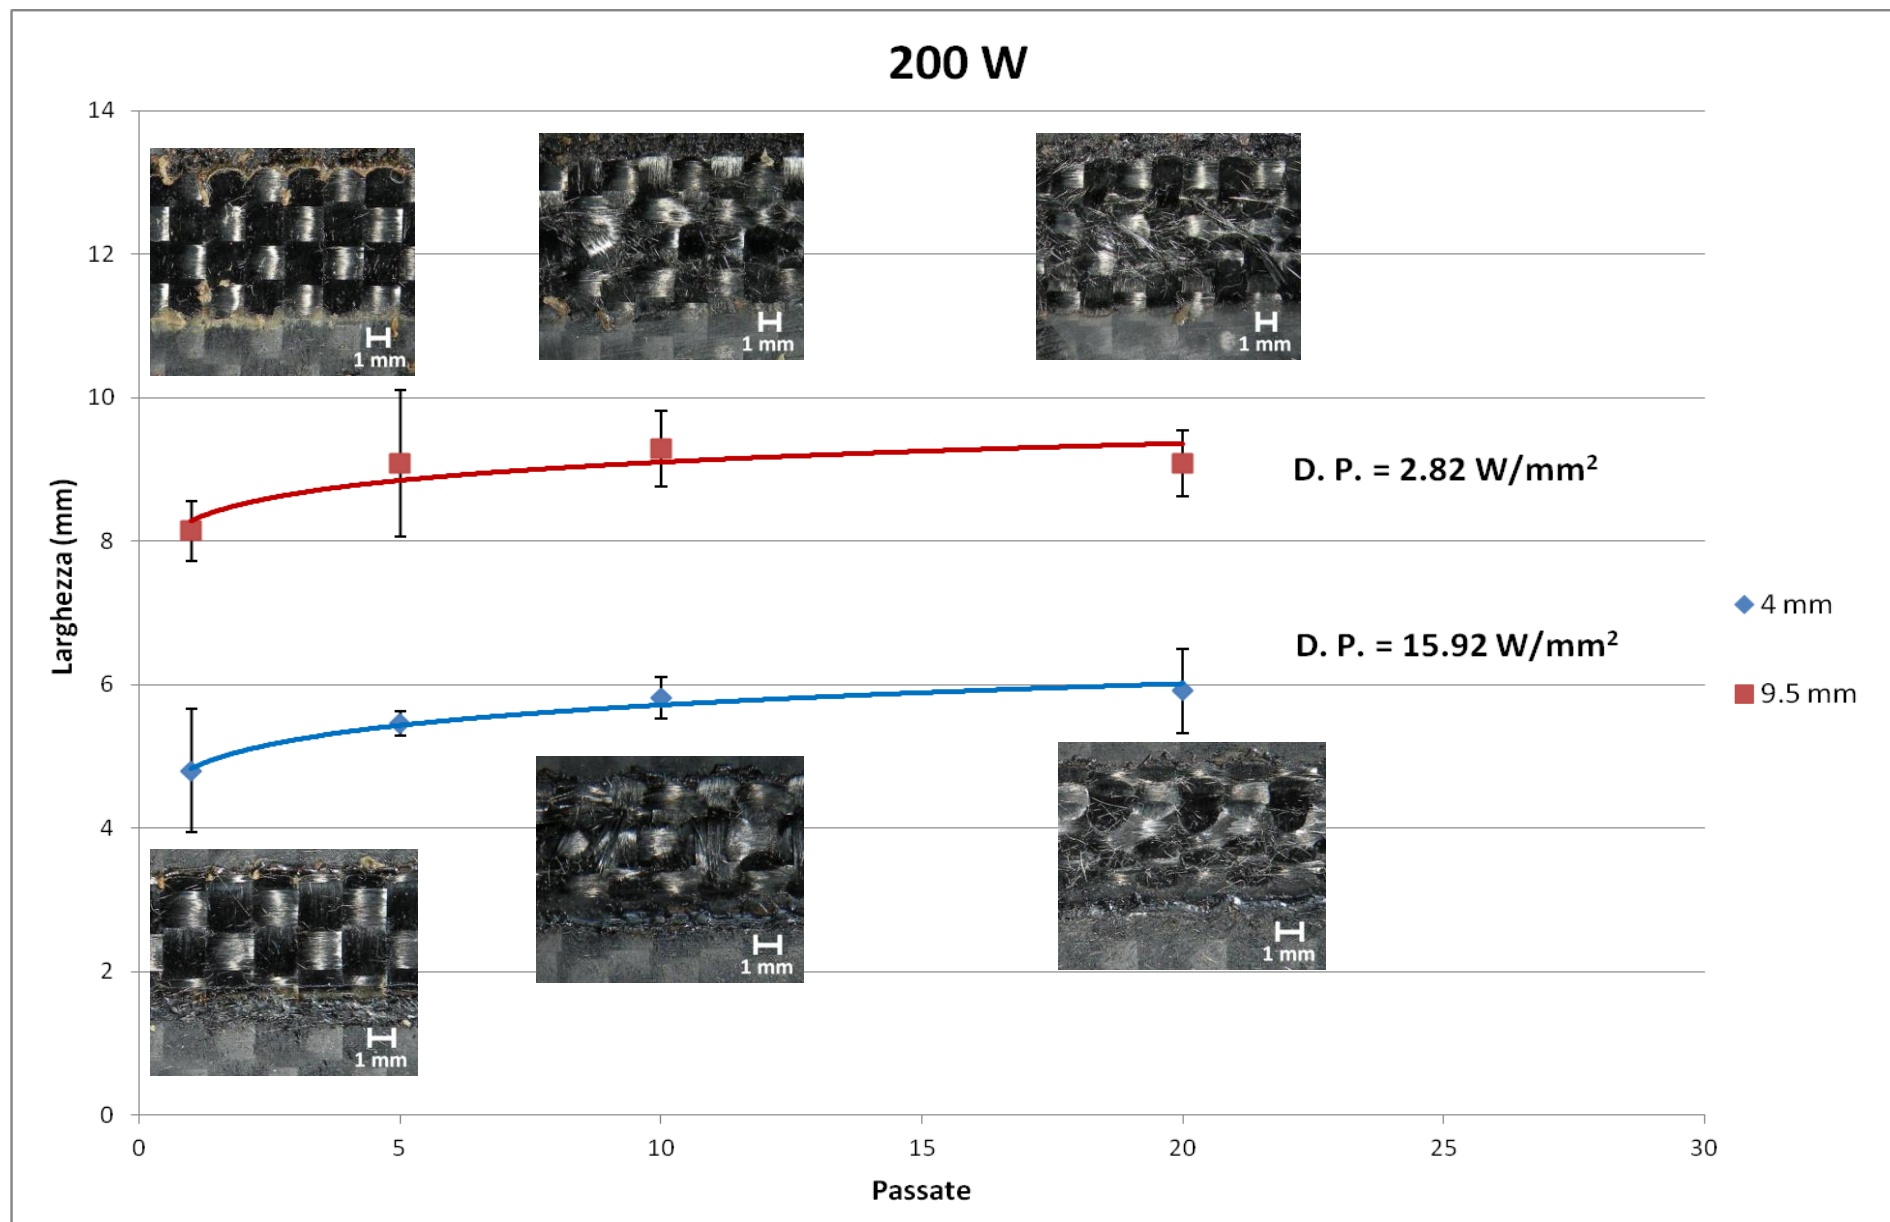 200 W
14
12
10
8
6
4
2
0
Larghezza (mm)
1 mm
1 mm
1 mm
D. P. = 2.82 W/mm²
D. P. = 15.92 W/mm²
1 mm
1 mm
1 mm
4 mm
9.5 mm
0 5 10 15 20 25 30
Passate